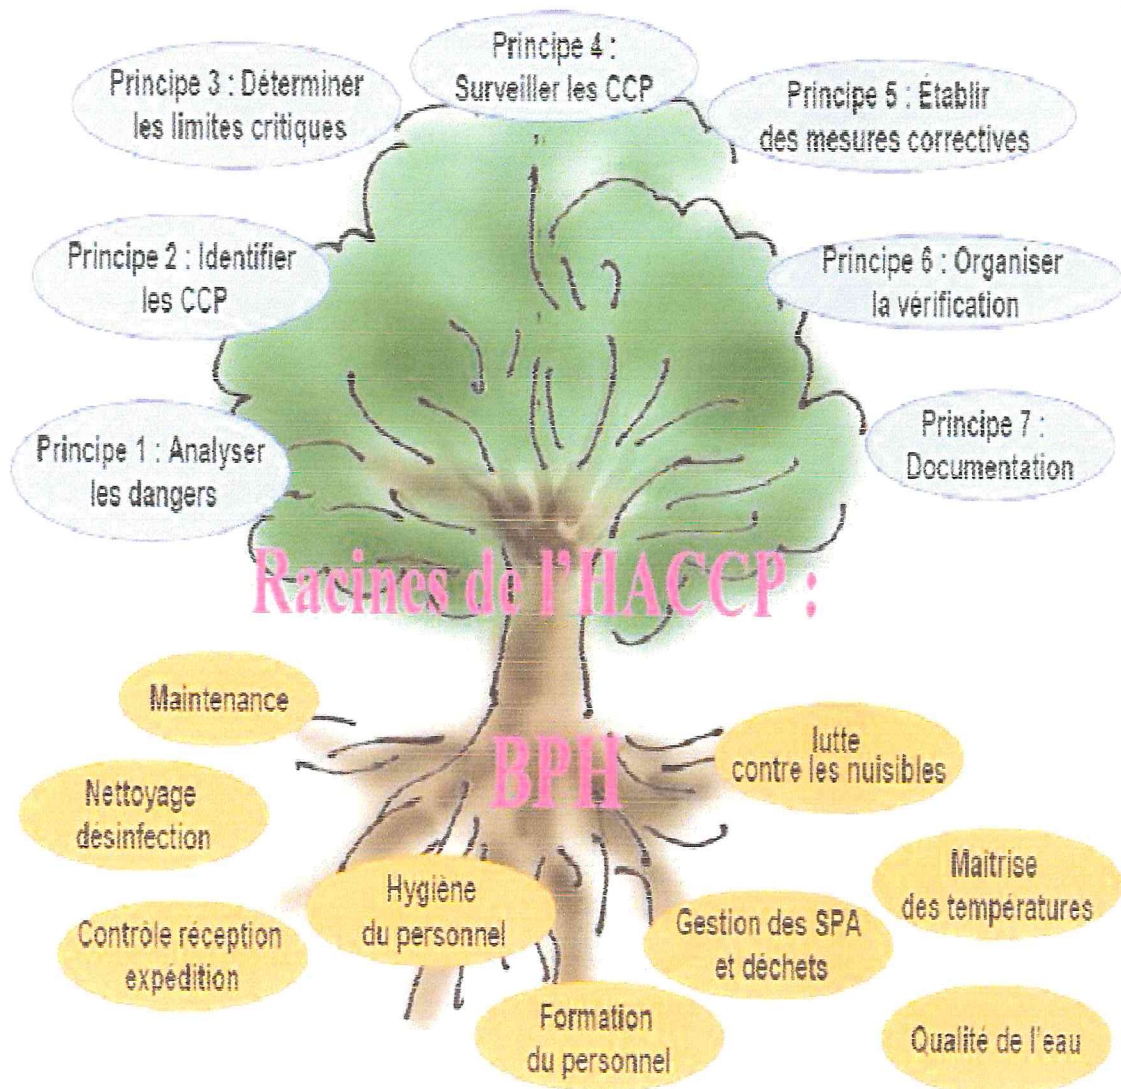 Principe 4 :
Surveiller les CCP
Principe 3 : Déterminer
les limites critiques
Principe 5 : Établir
des mesures correctives
Principe 2 : Identifier
les CCP
Principe 6 : Organiser
la vérification
Principe 1 : Analyser
les dangers
Principe 7 :
Documentation
Racines de l'HACCP :
Maintenance
BPH
lutte
contre les nuisibles
Nettoyage
désinfection
Maîtrise
des températures
Hygiène
du personnel
Gestion des SPA
et déchets
Contrôle réception
expédition
Formation
du personnel
Qualité de l'eau